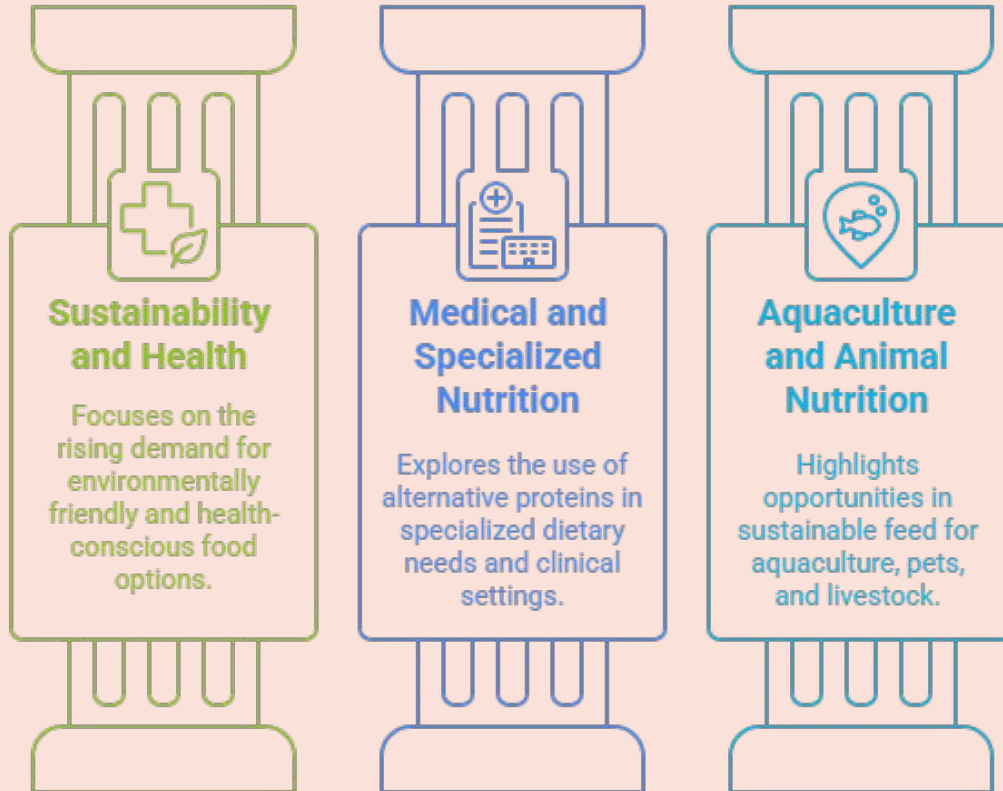 Sustainability
and Health
Focuses on the
rising demand for
environmentally
friendly and health-
conscious food
options.
Medical and
Specialized
Nutrition
Explores the use of
alternative proteins in
specialized dietary
needs and clinical
settings.
Aquaculture
and Animal
Nutrition
Highlights
opportunities in
sustainable feed for
aquaculture, pets,
and livestock.